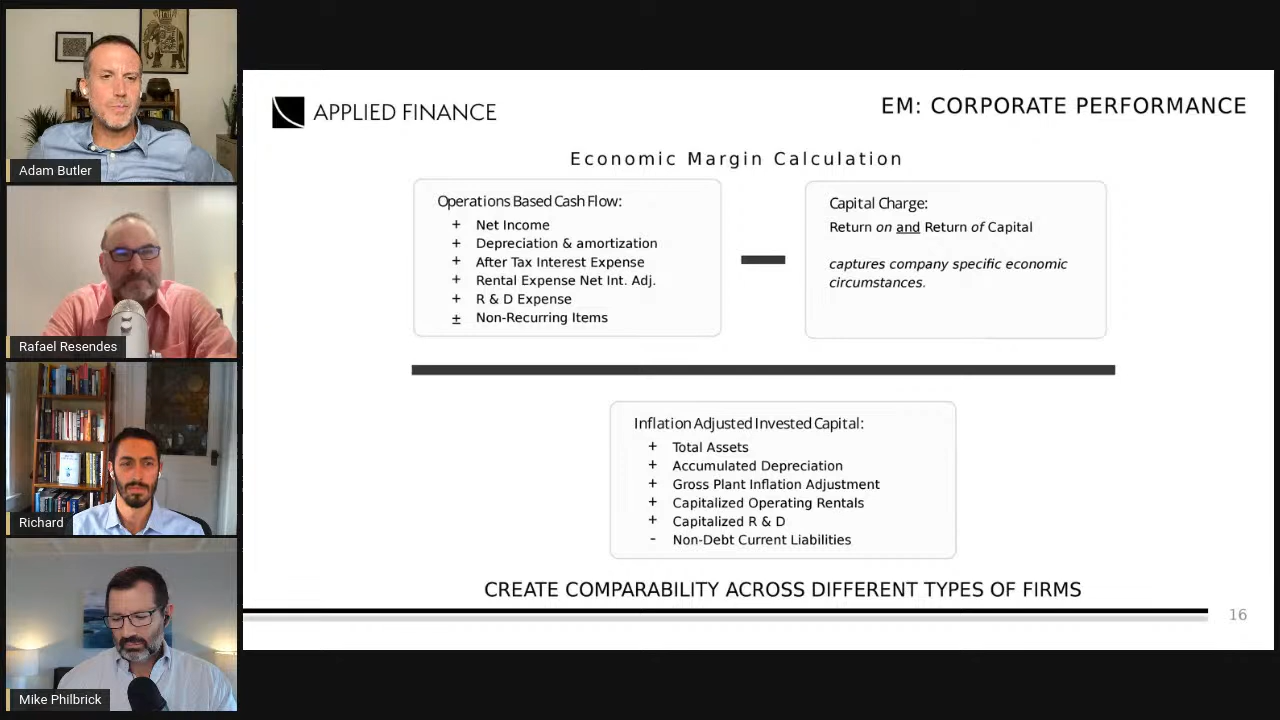 Adam Butler
Rafael Resendes
Richard
Mike Philbrick
APPLIED FINANCE
EM: CORPORATE PERFORMANCE
Economic Margin Calculation
Operations Based Cash Flow:
+ Net Income
+ Depreciation & amortization
+ After Tax Interest Expense
+ Rental Expense Net Int. Adj.
+ R & D Expense
± Non-Recurring Items
Capital Charge:
Return on and Return of Capital
captures company specific economic
circumstances.
Inflation Adjusted Invested Capital:
+ Total Assets
+ Accumulated Depreciation
+ Gross Plant Inflation Adjustment
+ Capitalized Operating Rentals
+ Capitalized R & D
- Non-Debt Current Liabilities
CREATE COMPARABILITY ACROSS DIFFERENT TYPES OF FIRMS
16